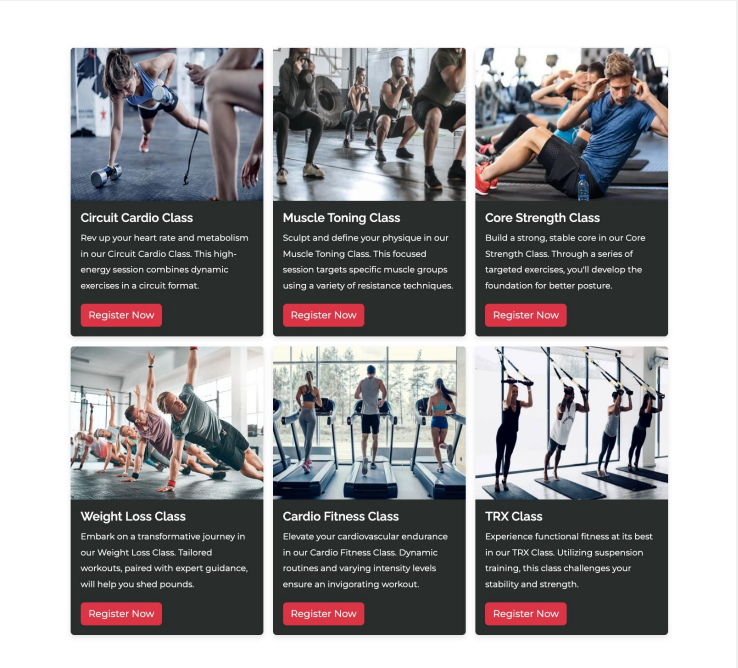 Circuit Cardio Class
Rev up your heart rate and metabolism
in our Circuit Cardio Class. This high-
energy session combines dynamic
exercises in a circuit format.
Register Now
Muscle Toning Class
Sculpt and define your physique in our
Muscle Toning Class. This focused
session targets specific muscle groups
using a variety of resistance techniques.
Register Now
Core Strength Class
Build a strong, stable core in our Core
Strength Class. Through a series of
targeted exercises, you'll develop the
foundation for better posture.
Register Now
Weight Loss Class
Embark on a transformative journey in
our Weight Loss Class. Tailored
workouts, paired with expert guidance,
will help you shed pounds.
Register Now
Cardio Fitness Class
Elevate your cardiovascular endurance
in our Cardio Fitness Class. Dynamic
routines and varying intensity levels
ensure an invigorating workout.
Register Now
TRX Class
Experience functional fitness at its best
in our TRX Class. Utilizing suspension
training, this class challenges your
stability and strength.
Register Now